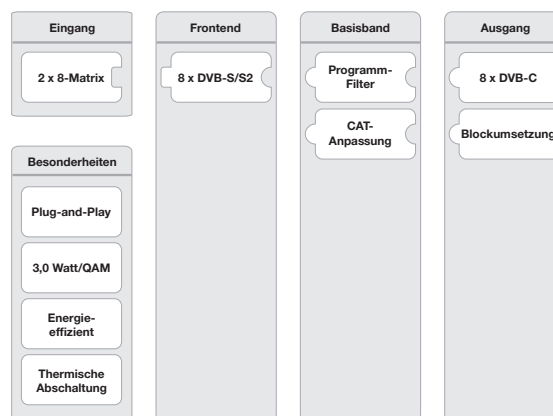 Eingang
2 x 8-Matrix
Besonderheiten
Plug-and-Play
3,0 Watt/QAM
Energie-
effizient
Thermische
Abschaltung
Frontend
8 x DVB-S/S2
Basisband
Programm-
Filter
CAT-
Anpassung
Ausgang
8 x DVB-C
Blockumsetzung